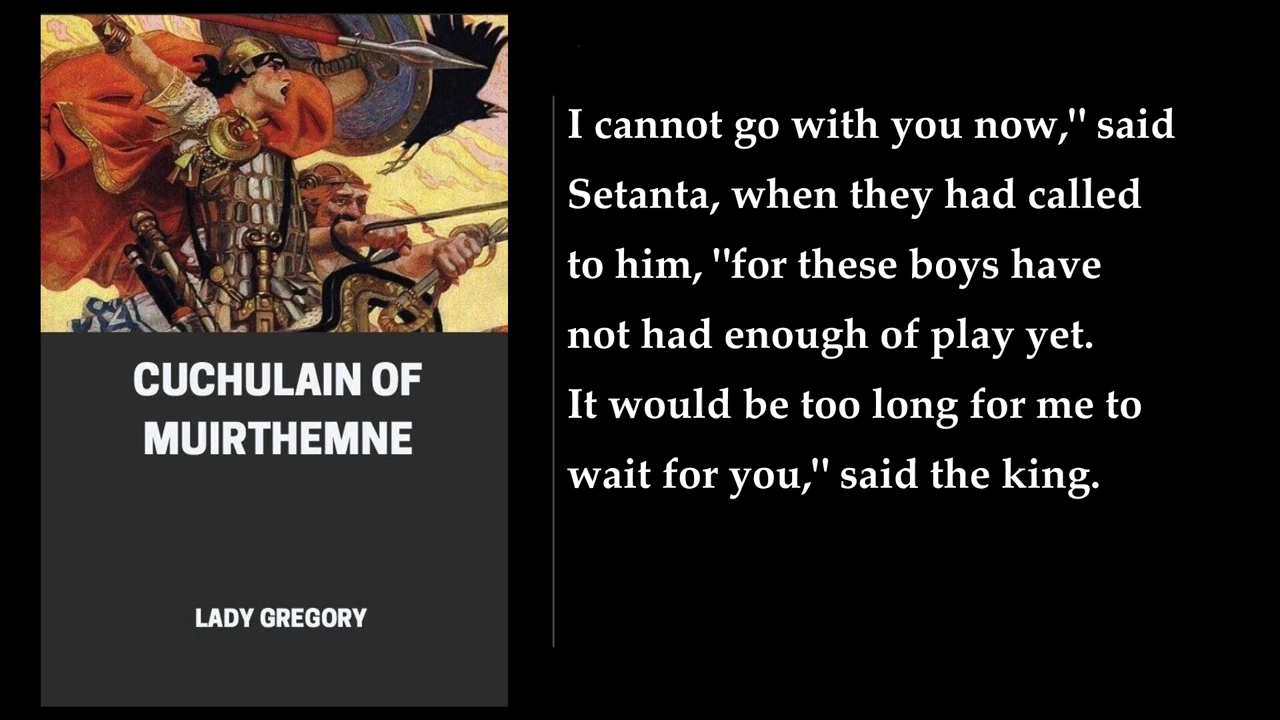 CUCHULAIN OF
MUIRTHEMNE
LADY GREGORY
I cannot go with you now," said
Setanta, when they had called
to him, "for these boys have
not had enough of play yet.
It would be too long for me to
wait for you," said the king.